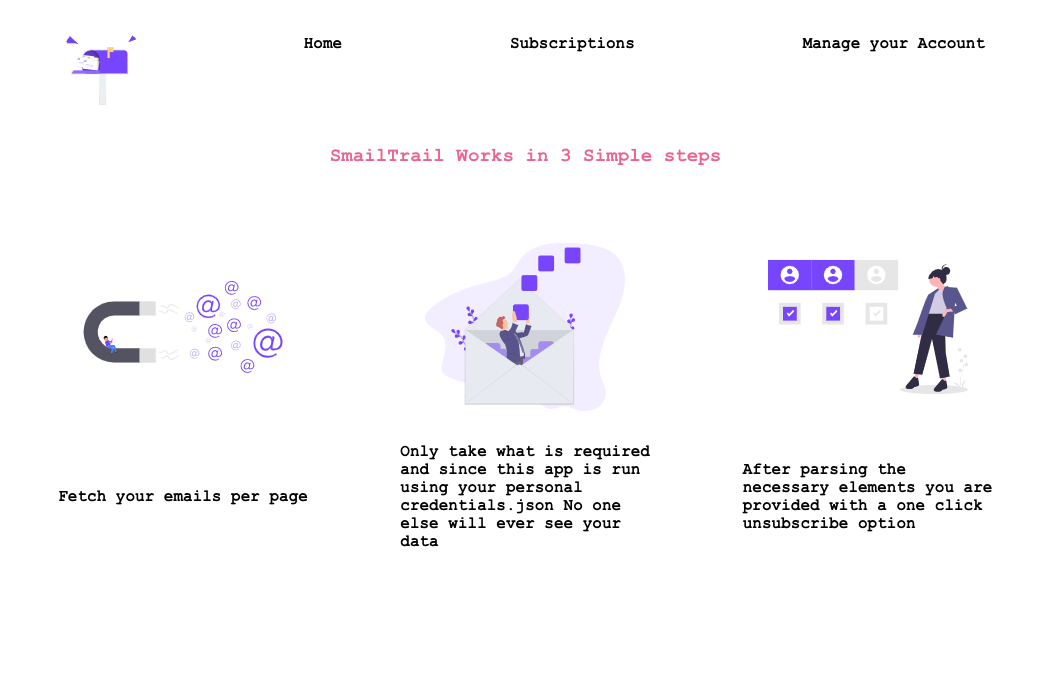 Home
Subscriptions
Manage your Account
SmailTrail Works in 3 Simple steps
@ @ @ @ @ @ @ @ @ @ @ @ @
Fetch your emails per page
Only take what is required
and since this app is run
using your personal
credentials.json No one
else will ever see your
data
After parsing the
necessary elements you are
provided with a one click
unsubscribe option